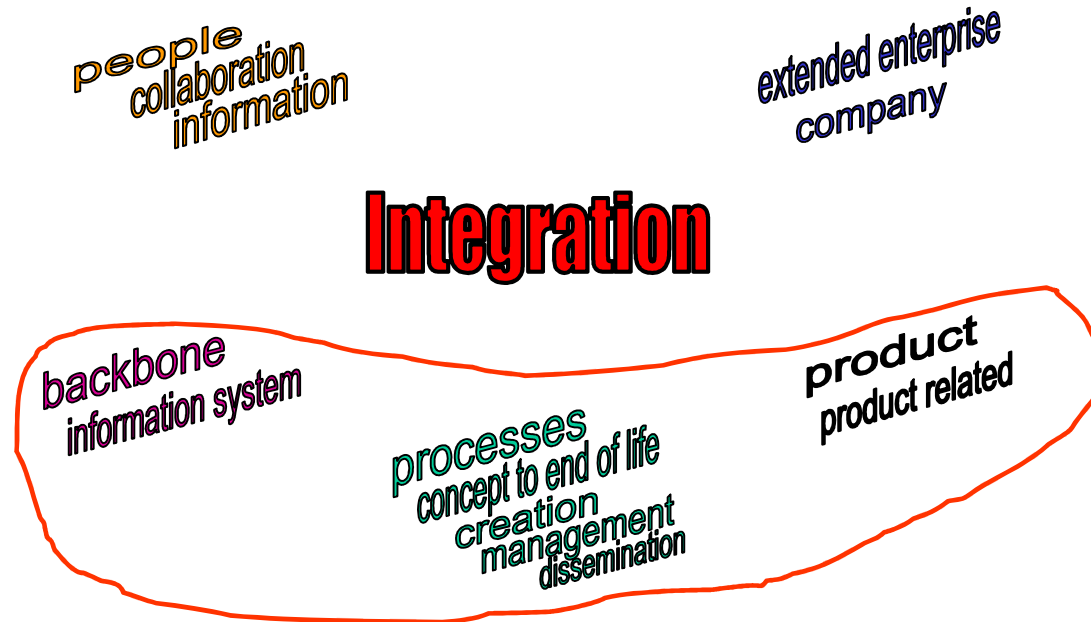 people
collaboration
information
extended enterprise
company
Integration
backbone
information system
product
product related
processes
concept to end of life
creation
management
dissemination